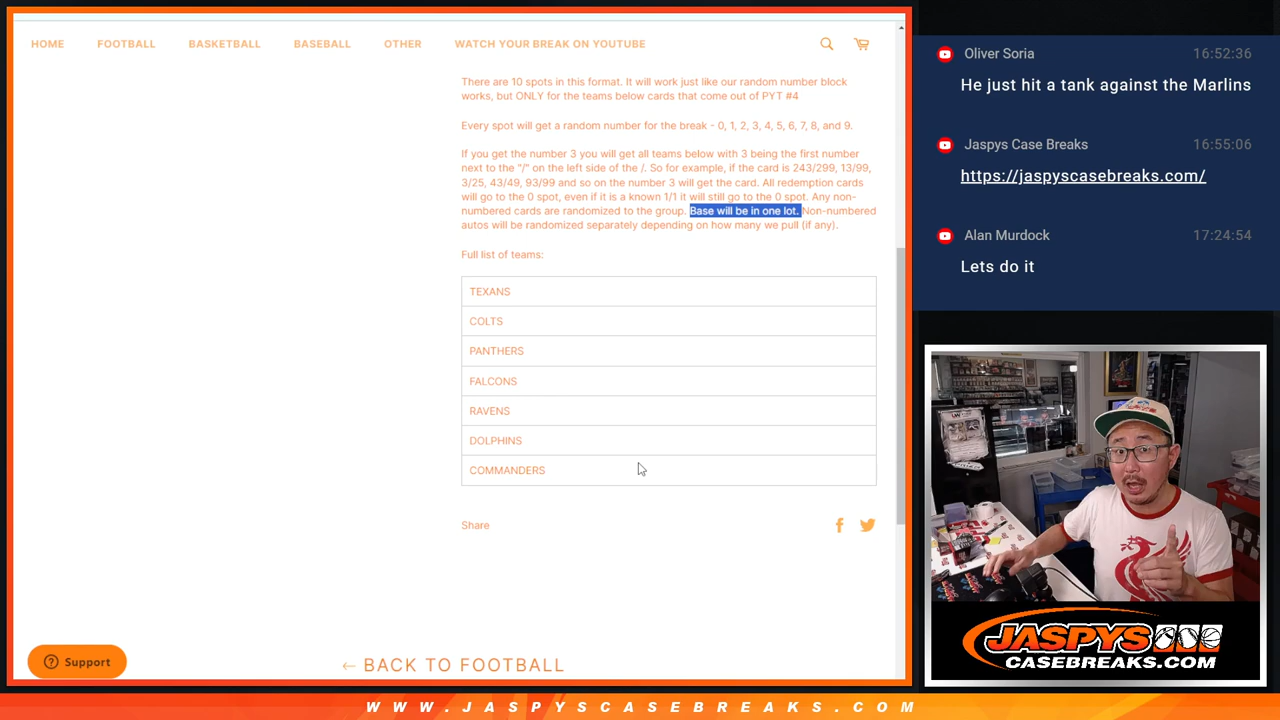 HOME FOOTBALL BASKETBALL BASEBALL OTHER WATCH YOUR BREAK ON YOUTUBE
There are 10 spots in this format. It will work just like our random number block
works, but ONLY for the teams below cards that come out of PYT #4
Every spot will get a random number for the break - 0, 1, 2, 3, 4, 5, 6, 7, 8, and 9.
If you get the number 3 you will get all teams below with 3 being the first number
next to the "/" on the left side of the /. So for example, if the card is 243/299, 13/99,
3/25, 43/49, 93/99 and so on the number 3 will get the card. All redemption cards
will go to the 0 spot, even if it is a known 1/1 it will still go to the 0 spot. Any non-
numbered cards are randomized to the group. Base will be in one lot. Non-numbered
autos will be randomized separately depending on how many we pull (if any).
Full list of teams:
TEXANS
COLTS
PANTHERS
FALCONS
RAVENS
DOLPHINS
COMMANDERS
Share
Support
← BACK TO FOOTBALL
Oliver Soria 16:52:36
He just hit a tank against the Marlins
Jaspys Case Breaks 16:55:06
https://jaspyscasebreaks.com/
Alan Murdock 17:24:54
Lets do it
JASPYS
CASEBREAKS.COM
WWW.JASPYSCASEBREAKS.COM